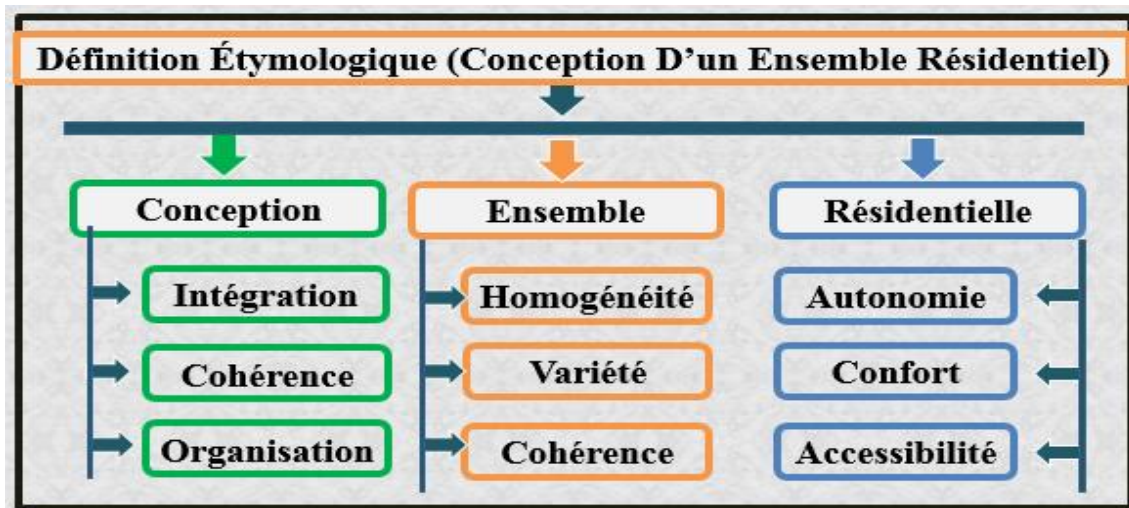 Définition Étymologique (Conception D’un Ensemble Résidentiel)
Conception
Intégration
Cohérence
Organisation
Ensemble
Homogénéité
Variété
Cohérence
Résidentielle
Autonomie
Confort
Accessibilité